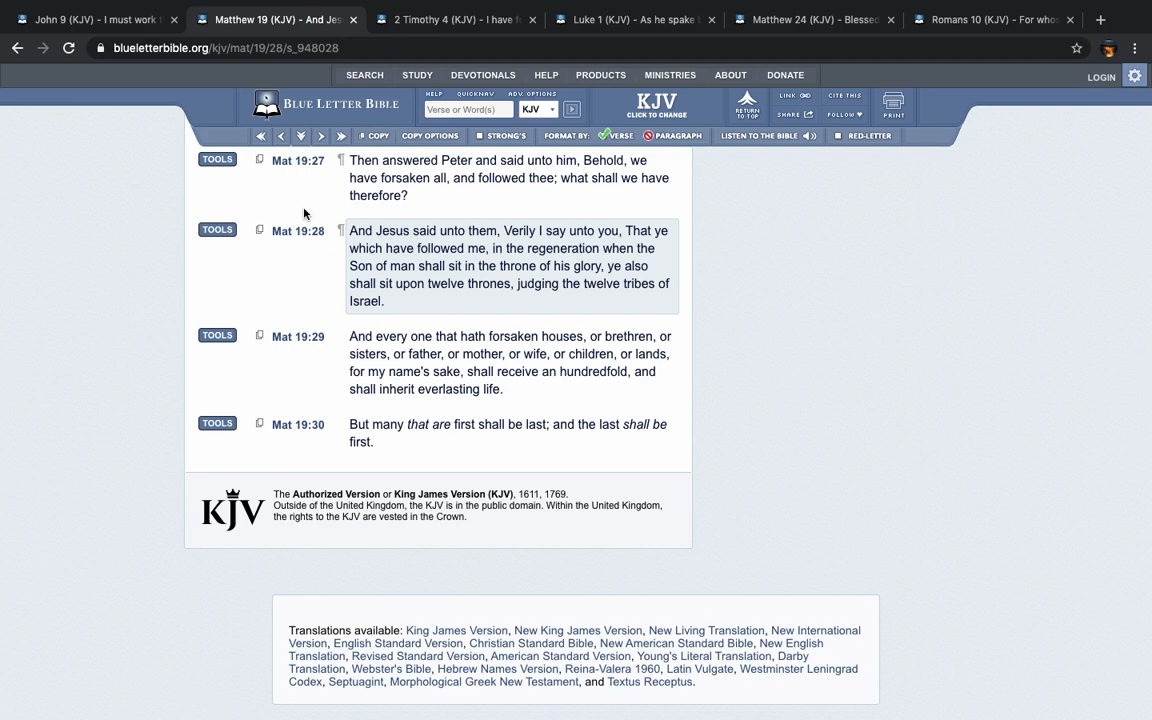 John 9 (KJV) - I must work t
Matthew 19 (KJV) - And Jes
2 Timothy 4 (KJV) - I have f
Luke 1 (KJV) - As he spake
Matthew 24 (KJV) - Blessed
Romans 10 (KJV) - For whos
blueletterbible.org/kjv/mat/19/28/s_948028
SEARCH STUDY DEVOTIONALS HELP PRODUCTS MINISTRIES ABOUT DONATE
LOGIN
BLUE LETTER BIBLE
HELP QUICKNAV ADV. OPTIONS
Verse or Word(s) KJV
KJV
CLICK TO CHANGE
RETURN TO TOP
LINK CITE THIS
SHARE FOLLOW
PRINT
COPY COPY OPTIONS STRONG'S FORMAT BY: VERSE PARAGRAPH LISTEN TO THE BIBLE RED-LETTER
TOOLS Mat 19:27 ¶ Then answered Peter and said unto him, Behold, we
have forsaken all, and followed thee; what shall we have
therefore?
TOOLS Mat 19:28 ¶ And Jesus said unto them, Verily I say unto you, That ye
which have followed me, in the regeneration when the
Son of man shall sit in the throne of his glory, ye also
shall sit upon twelve thrones, judging the twelve tribes of
Israel.
TOOLS Mat 19:29 And every one that hath forsaken houses, or brethren, or
sisters, or father, or mother, or wife, or children, or lands,
for my name's sake, shall receive an hundredfold, and
shall inherit everlasting life.
TOOLS Mat 19:30 But many that are first shall be last; and the last shall be
first.
KJV
The Authorized Version or King James Version (KJV), 1611, 1769.
Outside of the United Kingdom, the KJV is in the public domain. Within the United Kingdom,
the rights to the KJV are vested in the Crown.
Translations available: King James Version, New King James Version, New Living Translation, New International
Version, English Standard Version, Christian Standard Bible, New American Standard Bible, New English
Translation, Revised Standard Version, American Standard Version, Young's Literal Translation, Darby
Translation, Webster's Bible, Hebrew Names Version, Reina-Valera 1960, Latin Vulgate, Westminster Leningrad
Codex, Septuagint, Morphological Greek New Testament, and Textus Receptus.